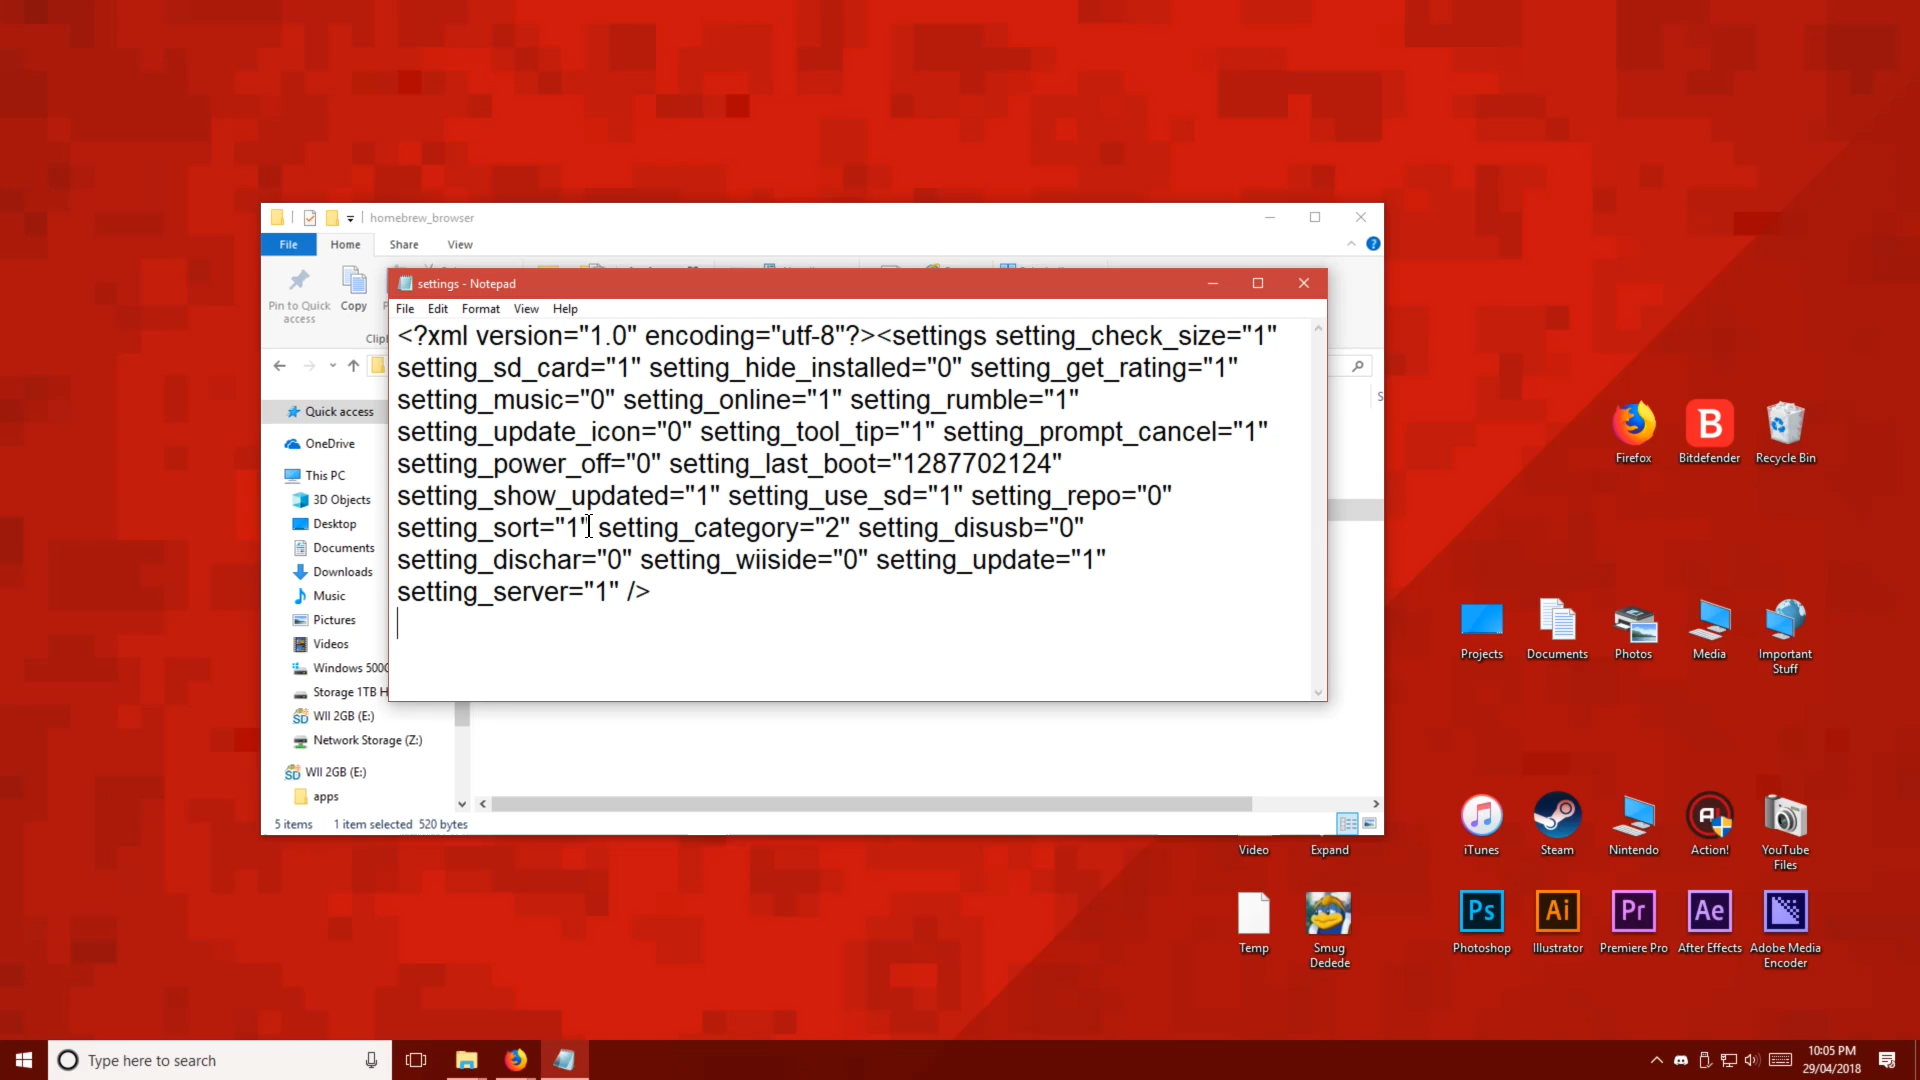 homebrew_browser
File Home Share View
Pin to Quick access
Copy
settings - Notepad
File Edit Format View Help
<?xml version="1.0" encoding="utf-8"?><settings setting_check_size="1"
setting_sd_card="1" setting_hide_installed="0" setting_get_rating="1"
setting_music="0" setting_online="1" setting_rumble="1"
setting_update_icon="0" setting_tool_tip="1" setting_prompt_cancel="1"
setting_power_off="0" setting_last_boot="1287702124"
setting_show_updated="1" setting_use_sd="1" setting_repo="0"
setting_sort="1" setting_category="2" setting_disusb="0"
setting_dischar="0" setting_wiiside="0" setting_update="1"
setting_server="1" />
Quick access
OneDrive
This PC
3D Objects
Desktop
Documents
Downloads
Music
Pictures
Videos
Windows 500G
Storage 1TB H
WII 2GB (E:)
Network Storage (Z:)
WII 2GB (E:)
apps
5 items 1 item selected 520 bytes
Firefox Bitdefender Recycle Bin
Projects Documents Photos Media Important
Stuff
Video Expand iTunes Steam Nintendo Action! YouTube
Files
Ps Ai Pr Ae
Temp Smug
Dedede
Photoshop Illustrator Premiere Pro After Effects Adobe Media
Encoder
Type here to search
10:05 PM
29/04/2018